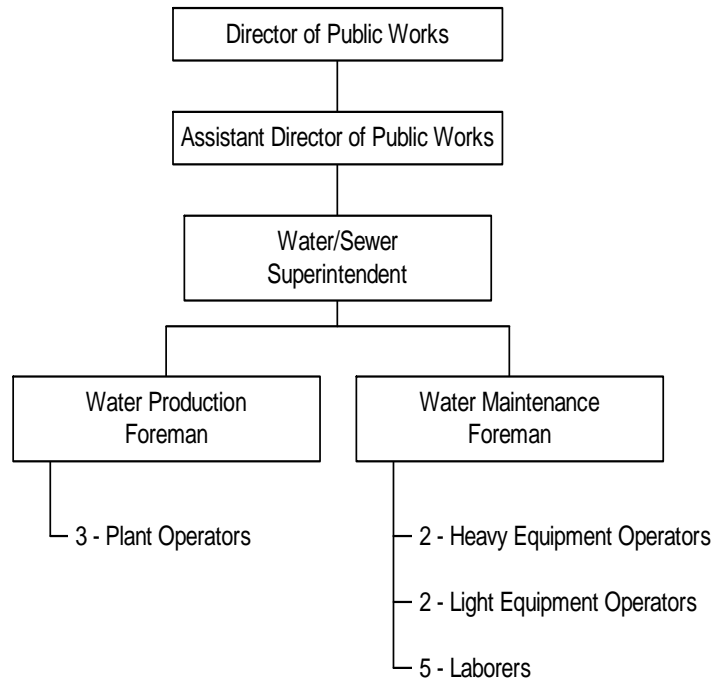 Director of Public Works
Assistant Director of Public Works
Water/Sewer
Superintendent
Water Production
Foreman
Water Maintenance
Foreman
3 - Plant Operators
2 - Heavy Equipment Operators
2 - Light Equipment Operators
5 - Laborers